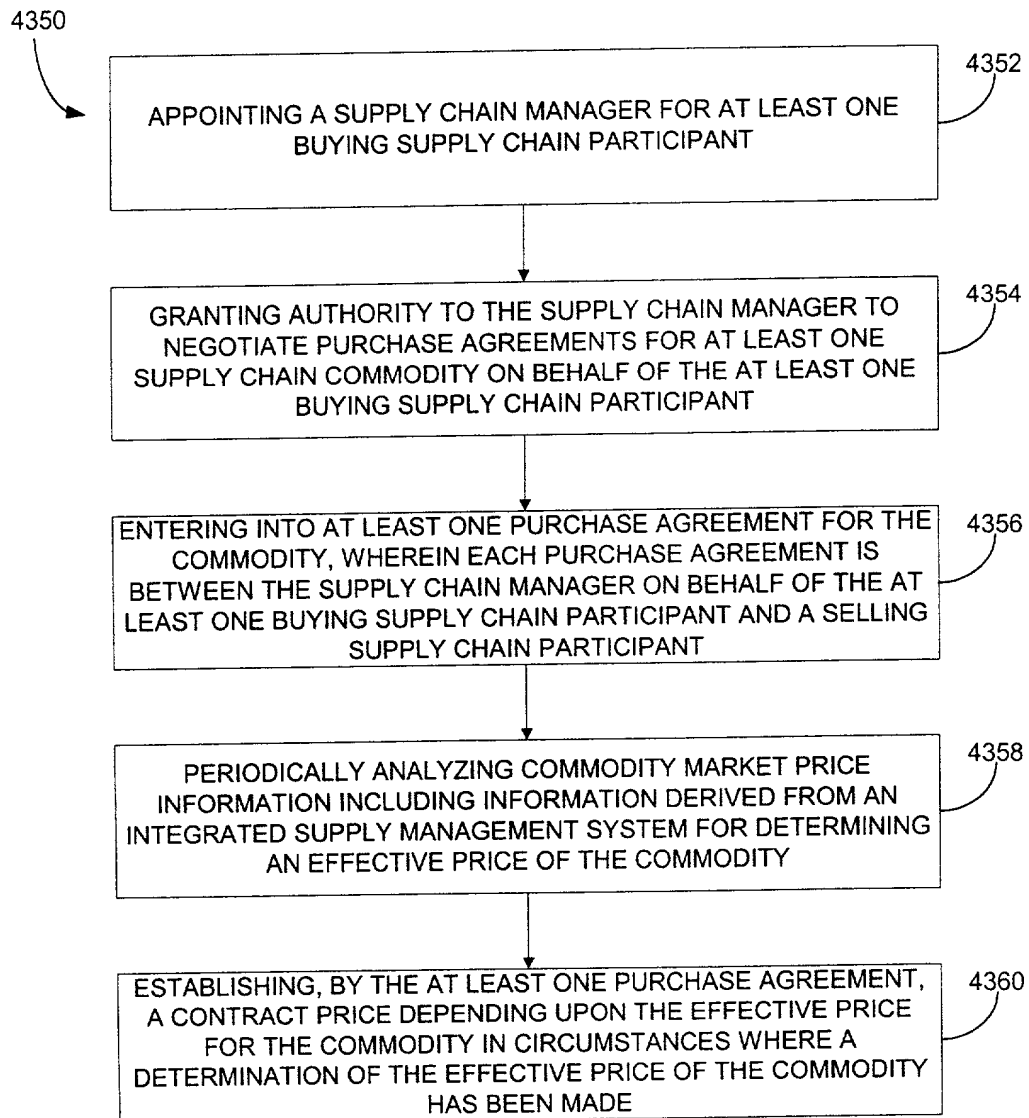 4350
4352
APPOINTING A SUPPLY CHAIN MANAGER FOR AT LEAST ONE
BUYING SUPPLY CHAIN PARTICIPANT
4354
GRANTING AUTHORITY TO THE SUPPLY CHAIN MANAGER TO
NEGOTIATE PURCHASE AGREEMENTS FOR AT LEAST ONE
SUPPLY CHAIN COMMODITY ON BEHALF OF THE AT LEAST ONE
BUYING SUPPLY CHAIN PARTICIPANT
4356
ENTERING INTO AT LEAST ONE PURCHASE AGREEMENT FOR THE
COMMODITY, WHEREIN EACH PURCHASE AGREEMENT IS
BETWEEN THE SUPPLY CHAIN MANAGER ON BEHALF OF THE AT
LEAST ONE BUYING SUPPLY CHAIN PARTICIPANT AND A SELLING
SUPPLY CHAIN PARTICIPANT
4358
PERIODICALLY ANALYZING COMMODITY MARKET PRICE
INFORMATION INCLUDING INFORMATION DERIVED FROM AN
INTEGRATED SUPPLY MANAGEMENT SYSTEM FOR DETERMINING
AN EFFECTIVE PRICE OF THE COMMODITY
4360
ESTABLISHING, BY THE AT LEAST ONE PURCHASE AGREEMENT,
A CONTRACT PRICE DEPENDING UPON THE EFFECTIVE PRICE
FOR THE COMMODITY IN CIRCUMSTANCES WHERE A
DETERMINATION OF THE EFFECTIVE PRICE OF THE COMMODITY
HAS BEEN MADE